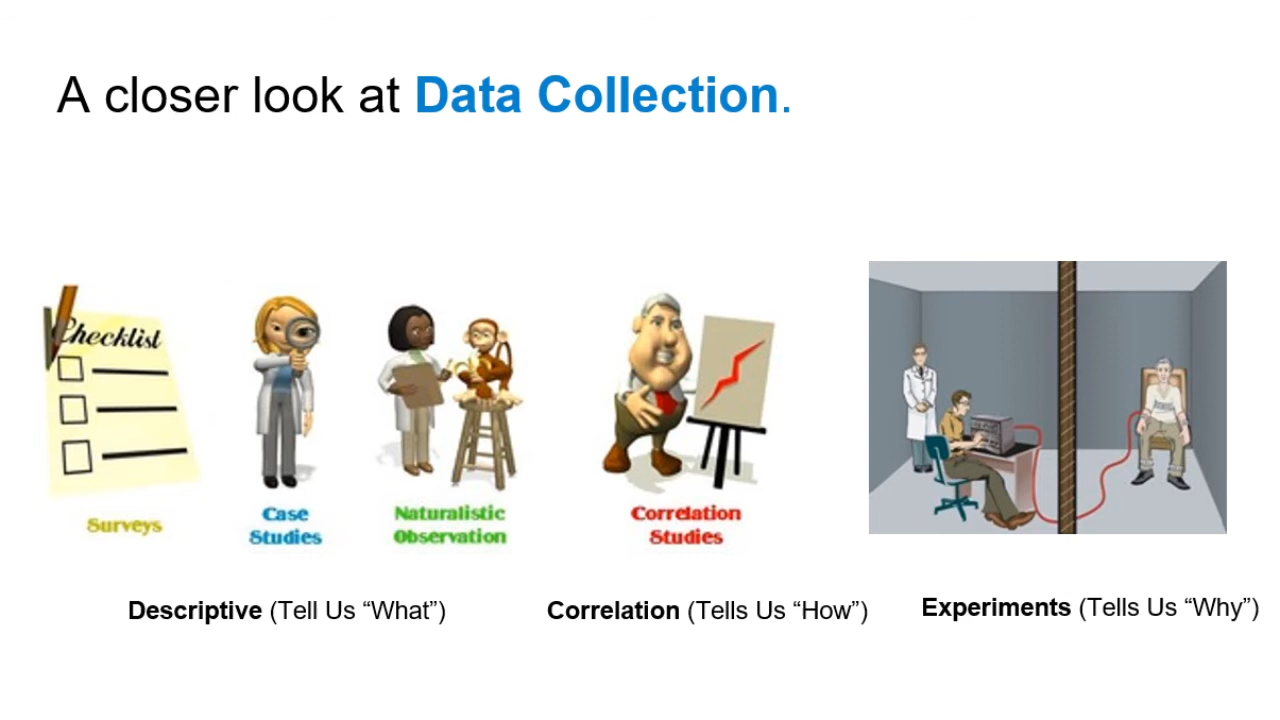 A closer look at Data Collection.
Checklist
Surveys
Case
Studies
Naturalistic
Observation
Correlation
Studies
Descriptive (Tell Us “What”)
Correlation (Tells Us “How”)
Experiments (Tells Us “Why”)